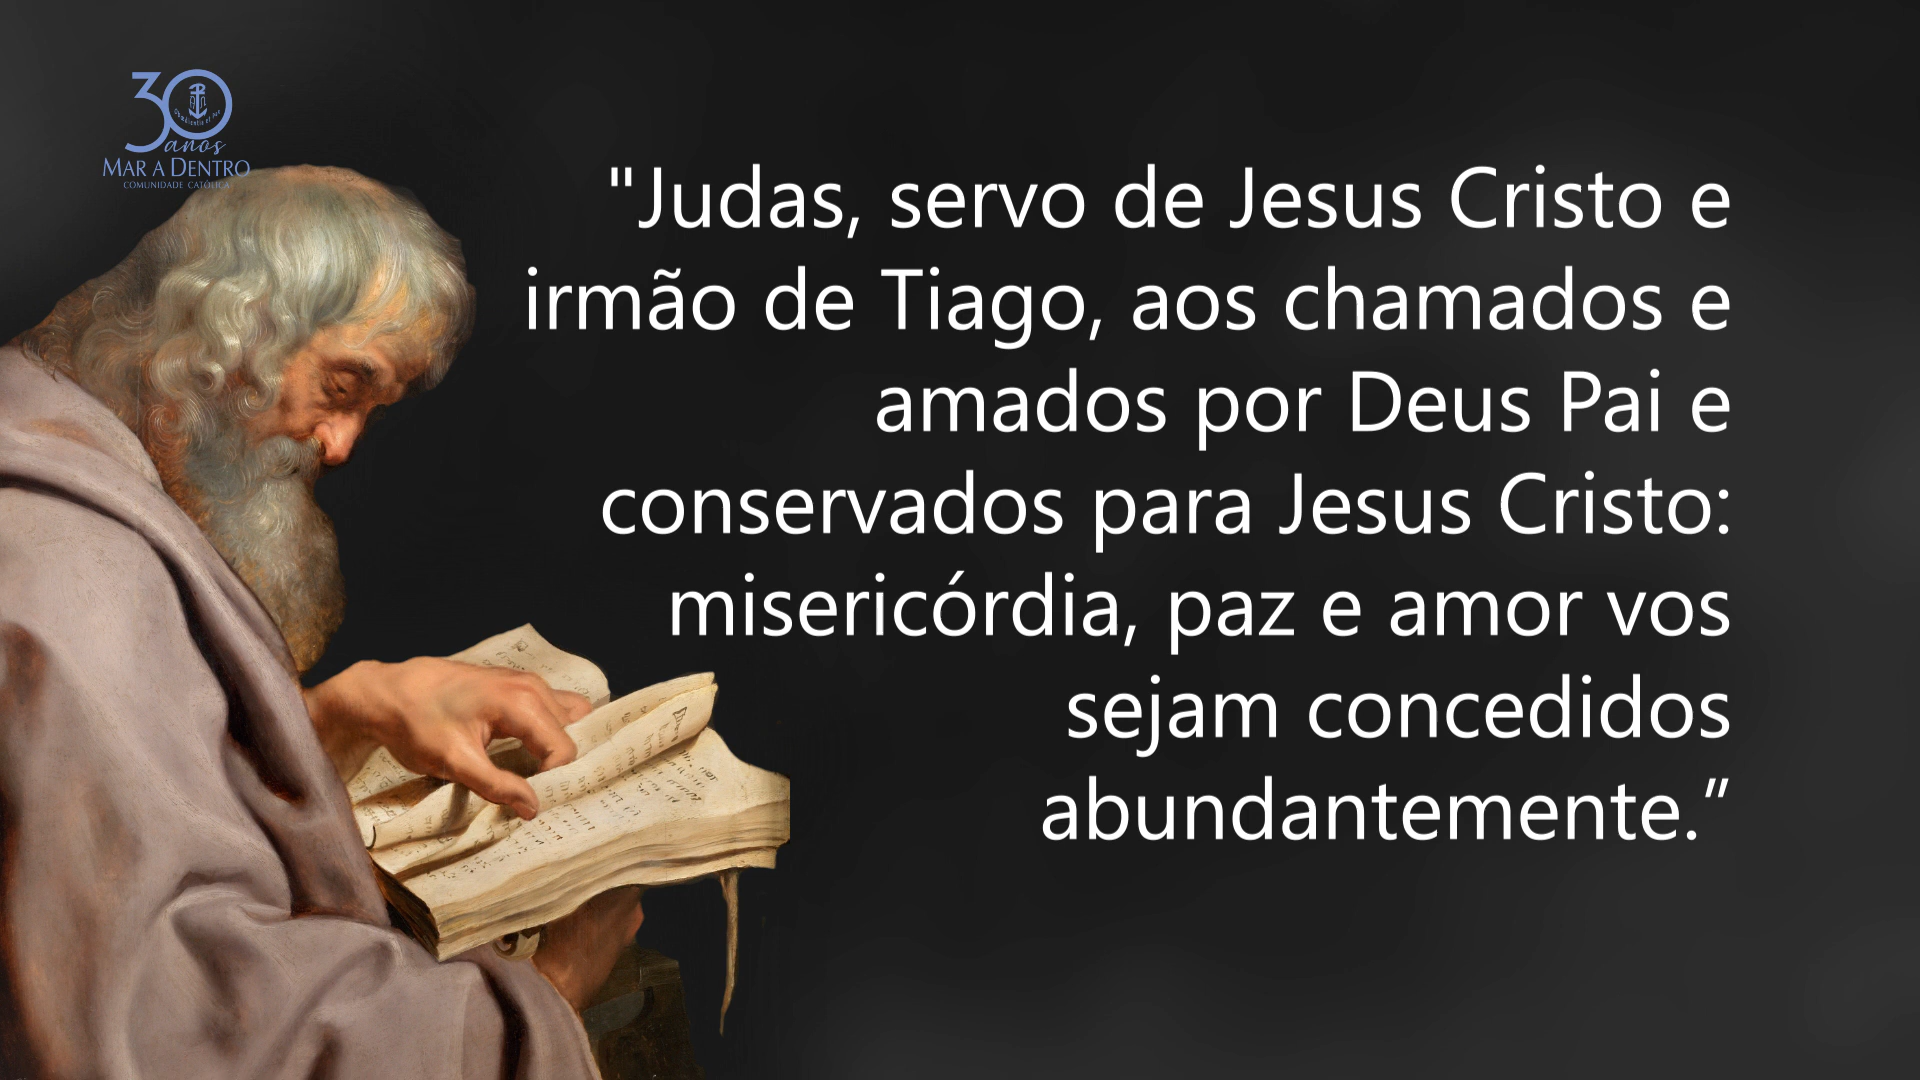 30
anos
MAR A DENTRO
COMUNIDADE CATÓLICA
"Judas, servo de Jesus Cristo e
irmão de Tiago, aos chamados e
amados por Deus Pai e
conservados para Jesus Cristo:
misericórdia, paz e amor vos
sejam concedidos
abundantemente.”